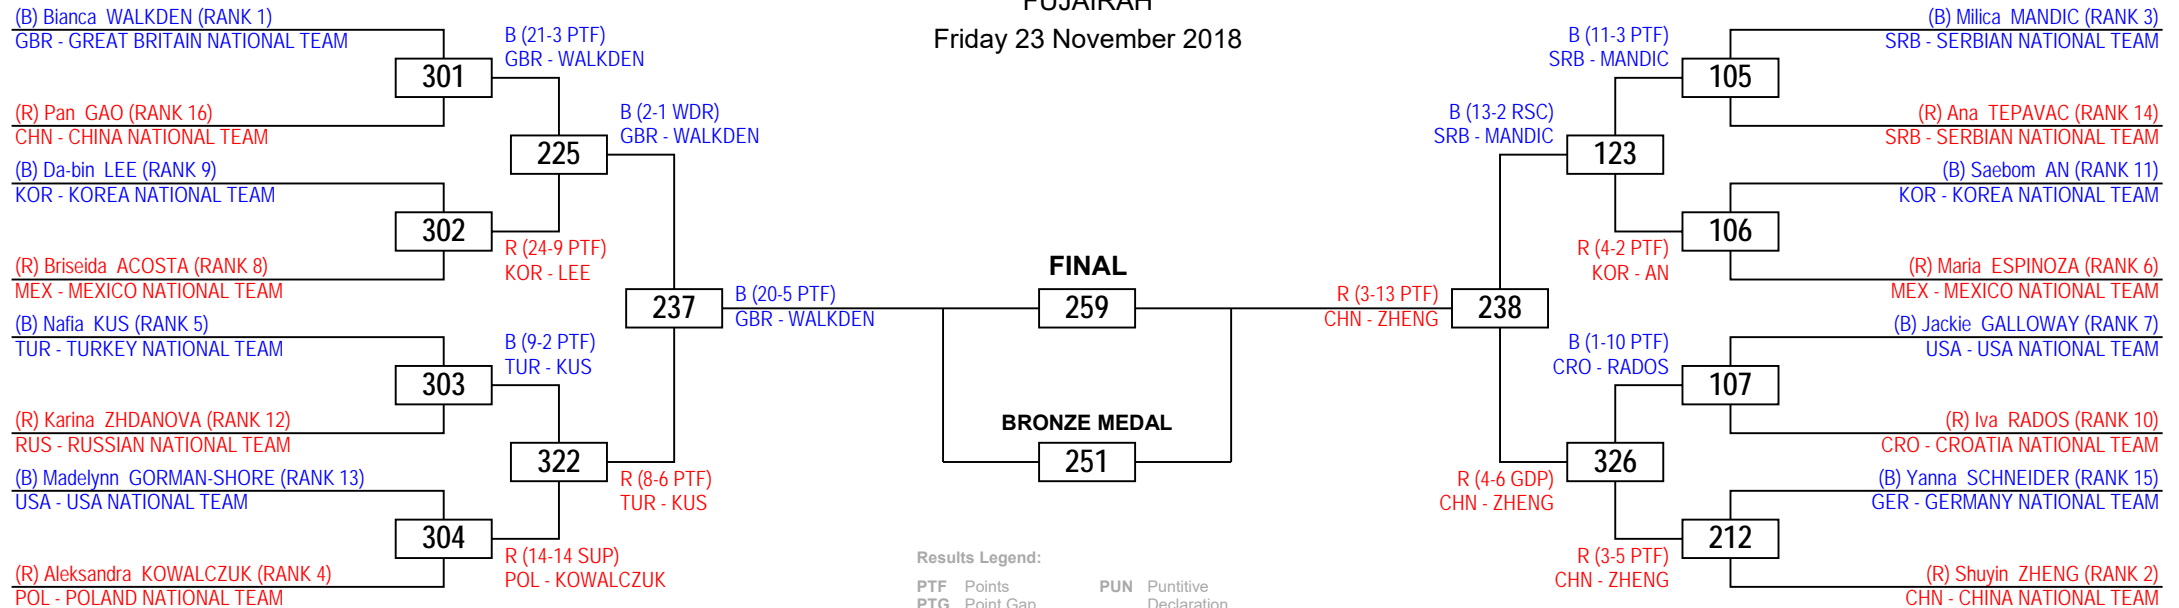 FUJAIRAH
Friday 23 November 2018
(B) Bianca WALKDEN (RANK 1)
GBR - GREAT BRITAIN NATIONAL TEAM
301
(R) Pan GAO (RANK 16)
CHN - CHINA NATIONAL TEAM
(B) Da-bin LEE (RANK 9)
KOR - KOREA NATIONAL TEAM
302
(R) Briseida ACOSTA (RANK 8)
MEX - MEXICO NATIONAL TEAM
(B) Nafia KUS (RANK 5)
TUR - TURKEY NATIONAL TEAM
303
(R) Karina ZHDANOVA (RANK 12)
RUS - RUSSIAN NATIONAL TEAM
(B) Madelynn GORMAN-SHORE (RANK 13)
USA - USA NATIONAL TEAM
304
(R) Aleksandra KOWALCZUK (RANK 4)
POL - POLAND NATIONAL TEAM
B (21-3 PTF)
GBR - WALKDEN
225
R (24-9 PTF)
KOR - LEE
B (9-2 PTF)
TUR - KUS
322
R (14-14 SUP)
POL - KOWALCZUK
B (2-1 WDR)
GBR - WALKDEN
237
R (8-6 PTF)
TUR - KUS
B (20-5 PTF)
GBR - WALKDEN
FINAL
259
BRONZE MEDAL
251
Results Legend:
PTF Points
PUN Puntitive
PTG Point Gap
Declaration
R (3-13 PTF)
CHN - ZHENG
238
B (13-2 RSC)
SRB - MANDIC
123
R (4-6 GDP)
CHN - ZHENG
326
B (11-3 PTF)
SRB - MANDIC
105
R (4-2 PTF)
KOR - AN
106
B (1-10 PTF)
CRO - RADOS
107
R (3-5 PTF)
CHN - ZHENG
212
(B) Milica MANDIC (RANK 3)
SRB - SERBIAN NATIONAL TEAM
(R) Ana TEPAVAC (RANK 14)
SRB - SERBIAN NATIONAL TEAM
(B) Saebom AN (RANK 11)
KOR - KOREA NATIONAL TEAM
(R) Maria ESPINOZA (RANK 6)
MEX - MEXICO NATIONAL TEAM
(B) Jackie GALLOWAY (RANK 7)
USA - USA NATIONAL TEAM
(R) Iva RADOS (RANK 10)
CRO - CROATIA NATIONAL TEAM
(B) Yanna SCHNEIDER (RANK 15)
GER - GERMANY NATIONAL TEAM
(R) Shuyin ZHENG (RANK 2)
CHN - CHINA NATIONAL TEAM